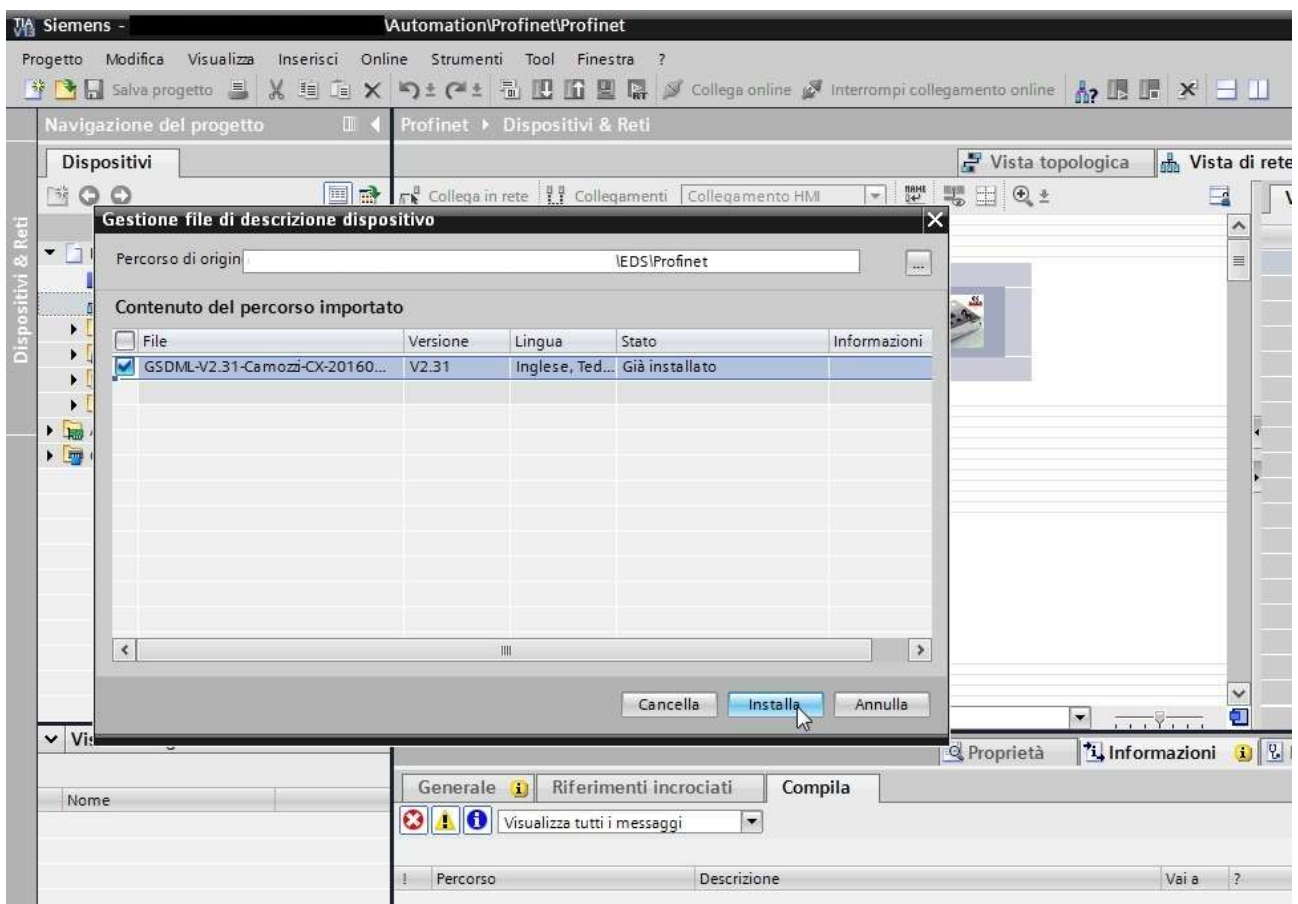 TIA V13 Siemens - \Automation\Profinet\Profinet
Progetto Modifica Visualizza Inserisci Online Strumenti Tool Finestra ?
Salva progetto Collega online Interrompi collegamento online
Navigazione del progetto Profinet Dispositivi & Reti
Dispositivi Vista topologica Vista di rete
Collega in rete Collegamenti Collegamento HMI
Dispositivi & Reti
Gestione file di descrizione dispositivo
Percorso di origin \EDS\Profinet ...
Contenuto del percorso importato
File Versione Lingua Stato Informazioni
GSDML-V2.31-Camozzi-CX-20160... V2.31 Inglese, Ted... Già installato
Cancella Installa Annulla
Proprietà Informazioni
Generale Riferimenti incrociati Compila
Nome
Visualizza tutti i messaggi
! Percorso Descrizione Vai a ?